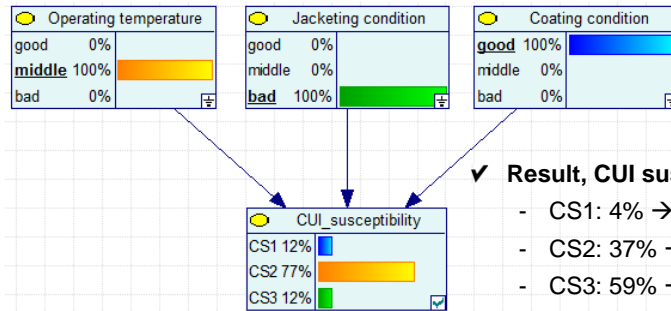 Operating temperature
good 0%
middle 100%
bad 0%
Jacketing condition
good 0%
middle 0%
bad 100%
Coating condition
good 100%
middle 0%
bad 0%
✔ Result, CUI
- CS1: 4% →
- CS2: 37%
- CS3: 59%
CUI_susceptibility
CS1 12%
CS2 77%
CS3 12%